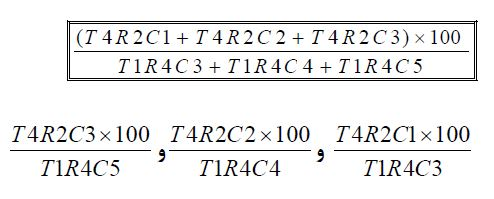 (T4R2C1 + T4R2C2 + T4R2C3) × 100
T1R4C3 + T1R4C4 + T1R4C5
T4R2C1×100 و T4R2C2×100 و T4R2C3×100
T1R4C3 T1R4C4 T1R4C5